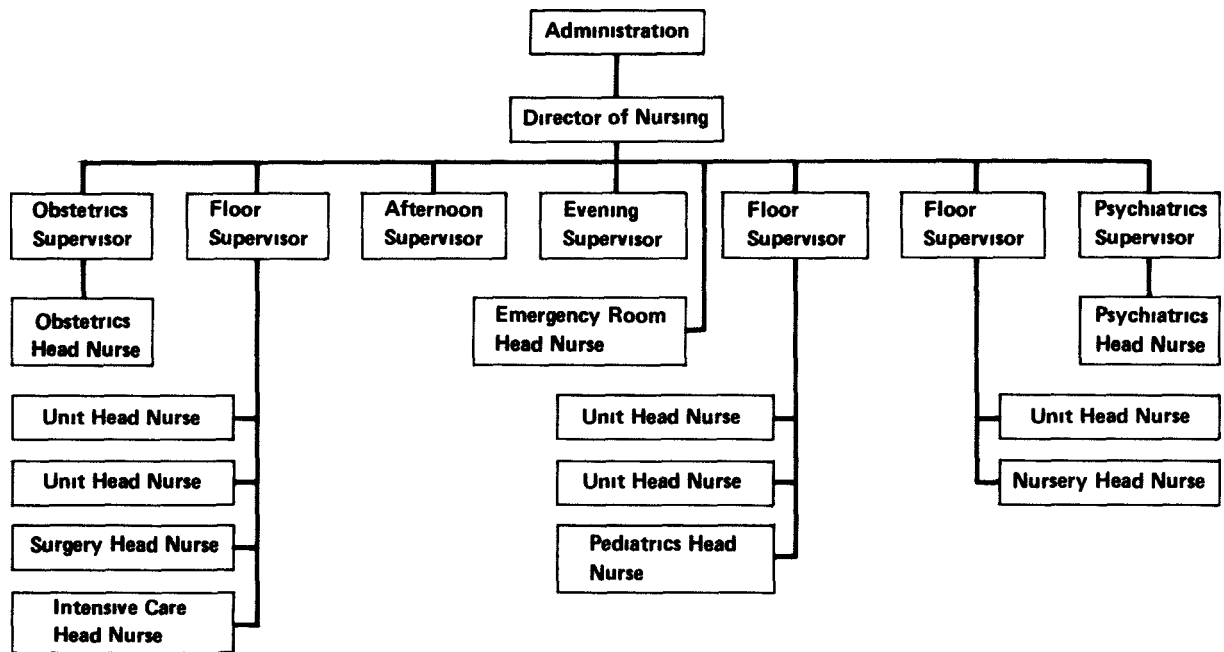 Administration
Director of Nursing
Obstetrics
Supervisor
Floor
Supervisor
Afternoon
Supervisor
Evening
Supervisor
Floor
Supervisor
Floor
Supervisor
Psychiatrics
Supervisor
Obstetrics
Head Nurse
Emergency Room
Head Nurse
Psychiatrics
Head Nurse
Unit Head Nurse
Unit Head Nurse
Unit Head Nurse
Unit Head Nurse
Unit Head Nurse
Nursery Head Nurse
Surgery Head Nurse
Pediatrics Head
Nurse
Intensive Care
Head Nurse